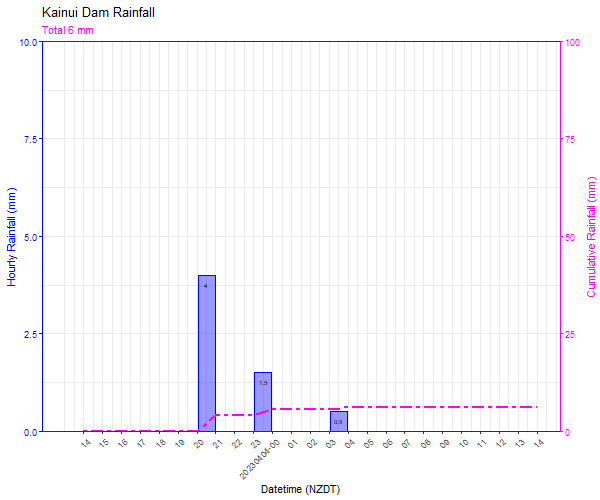 Kainui Dam Rainfall
Total 6 mm
10.0
7.5
5.0
2.5
0.0
Hourly Rainfall (mm)
100
75
50
25
0
Cumulative Rainfall (mm)
4
1.5
0.5
14 15 16 17 18 19 20 21 22 23 20230404-00 01 02 03 04 05 06 07 08 09 10 11 12 13 14
Datetime (NZDT)